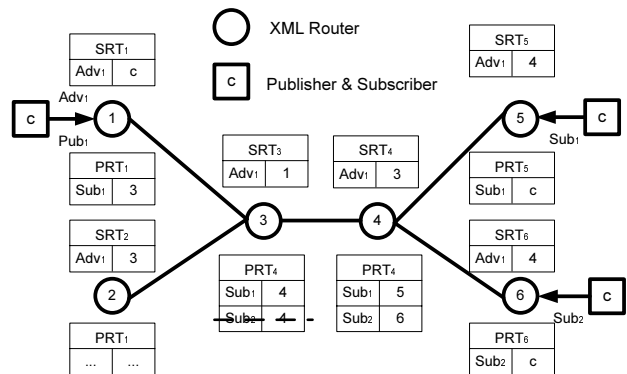 XML Router
c
Publisher & Subscriber
SRT1
Adv1 c
Adv1
c
1
Pub1
PRT1
Sub1 3
SRT2
Adv1 3
2
PRT1
... ...
SRT3
Adv1 1
3
PRT4
Sub1 4
Sub2 4
SRT4
Adv1 3
4
PRT4
Sub1 5
Sub2 6
SRT5
Adv1 4
5
c
Sub1
PRT5
Sub1 c
SRT6
Adv1 4
6
c
Sub2
PRT6
Sub2 c